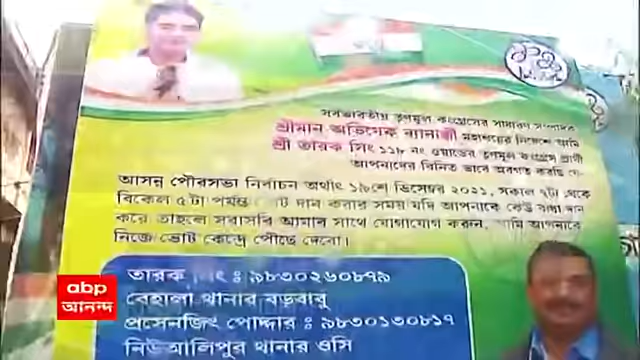 সর্বভারতীয় তৃণমূল কংগ্রেসের সাধারণ সম্পাদক
শ্রীমান অভিষেক ব্যানার্জী মহাশয়ের নির্দেশে আমি
শ্রী তারক সিং ১১৮ নং ওয়ার্ডের তৃণমূল কংগ্রেস প্রার্থী
আপনাদের বিনিত ভাবে অবগত করছি যে-
আসন্ন পৌরসভা নির্বাচন অর্থাৎ ১৯শে ডিসেম্বর ২০২১, সকাল ৭টা থেকে
বিকেল ৫টা পর্যন্ত দান করার সময় যদি আপনাকে কেউ বাধা দান
করে তাহলে সরাসরি আমার সাথে যোগাযোগ করুন, আমি আপনাকে
নিজে ভোট কেন্দ্রে পৌছে দেবো।
তারক সিং : ৯৮৩০২৬০৮৭৯
বেহালা থানার বড়বাবু
প্রসেনজিৎ পোদ্দার : ৯৮৩০১৩০৮১৭
নিউআলিপুর থানার ওসি
abp
আনন্দ